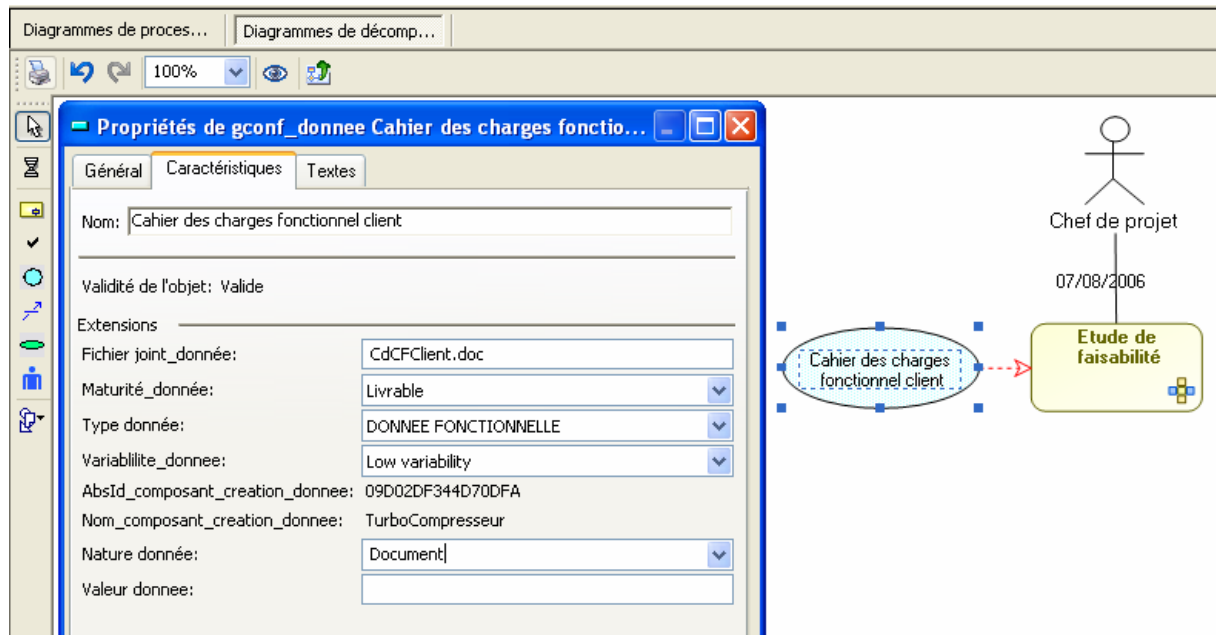 Diagrammes de proces...
Diagrammes de décomp...
100%
Propriétés de gconf_donnee Cahier des charges fonctio...
Général
Caractéristiques
Textes
Nom: Cahier des charges fonctionnel client
Validité de l'objet: Valide
Extensions
Fichier joint_donnée: CdCFClient.doc
Maturité_donnée: Livrable
Type donnée: DONNEE FONCTIONNELLE
Variablilite_donnee: Low variability
AbsId_composant_creation_donnee: 09D02DF344D70DFA
Nom_composant_creation_donnee: TurboCompresseur
Nature donnée: Document
Valeur donnee:
Chef de projet
07/08/2006
Etude de
faisabilité
Cahier des charges
fonctionnel client